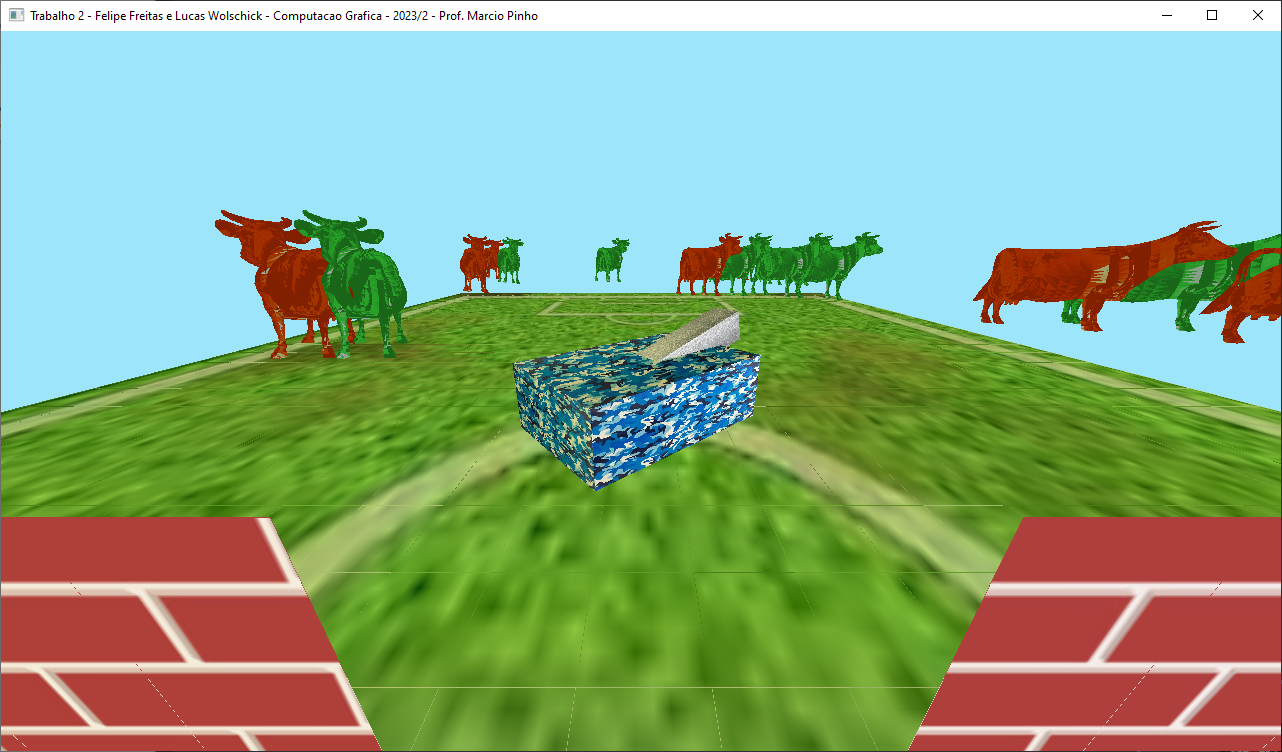 Trabalho 2 - Felipe Freitas e Lucas Wolschick - Computacao Grafica - 2023/2 - Prof. Marcio Pinho